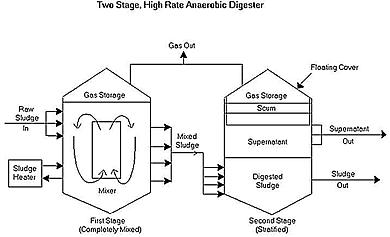 Two Stage, High Rate Anaerobic Digester
Gas Out
Floating Cover
Gas Storage
Raw
Sludge
In
Sludge
Heater
Mixer
First Stage
(Completely Mixed)
Mixed
Sludge
Gas Storage
Scum
Supernatant
Supernatant
Out
Digested
Sludge
Sludge
Out
Second Stage
(Stratified)